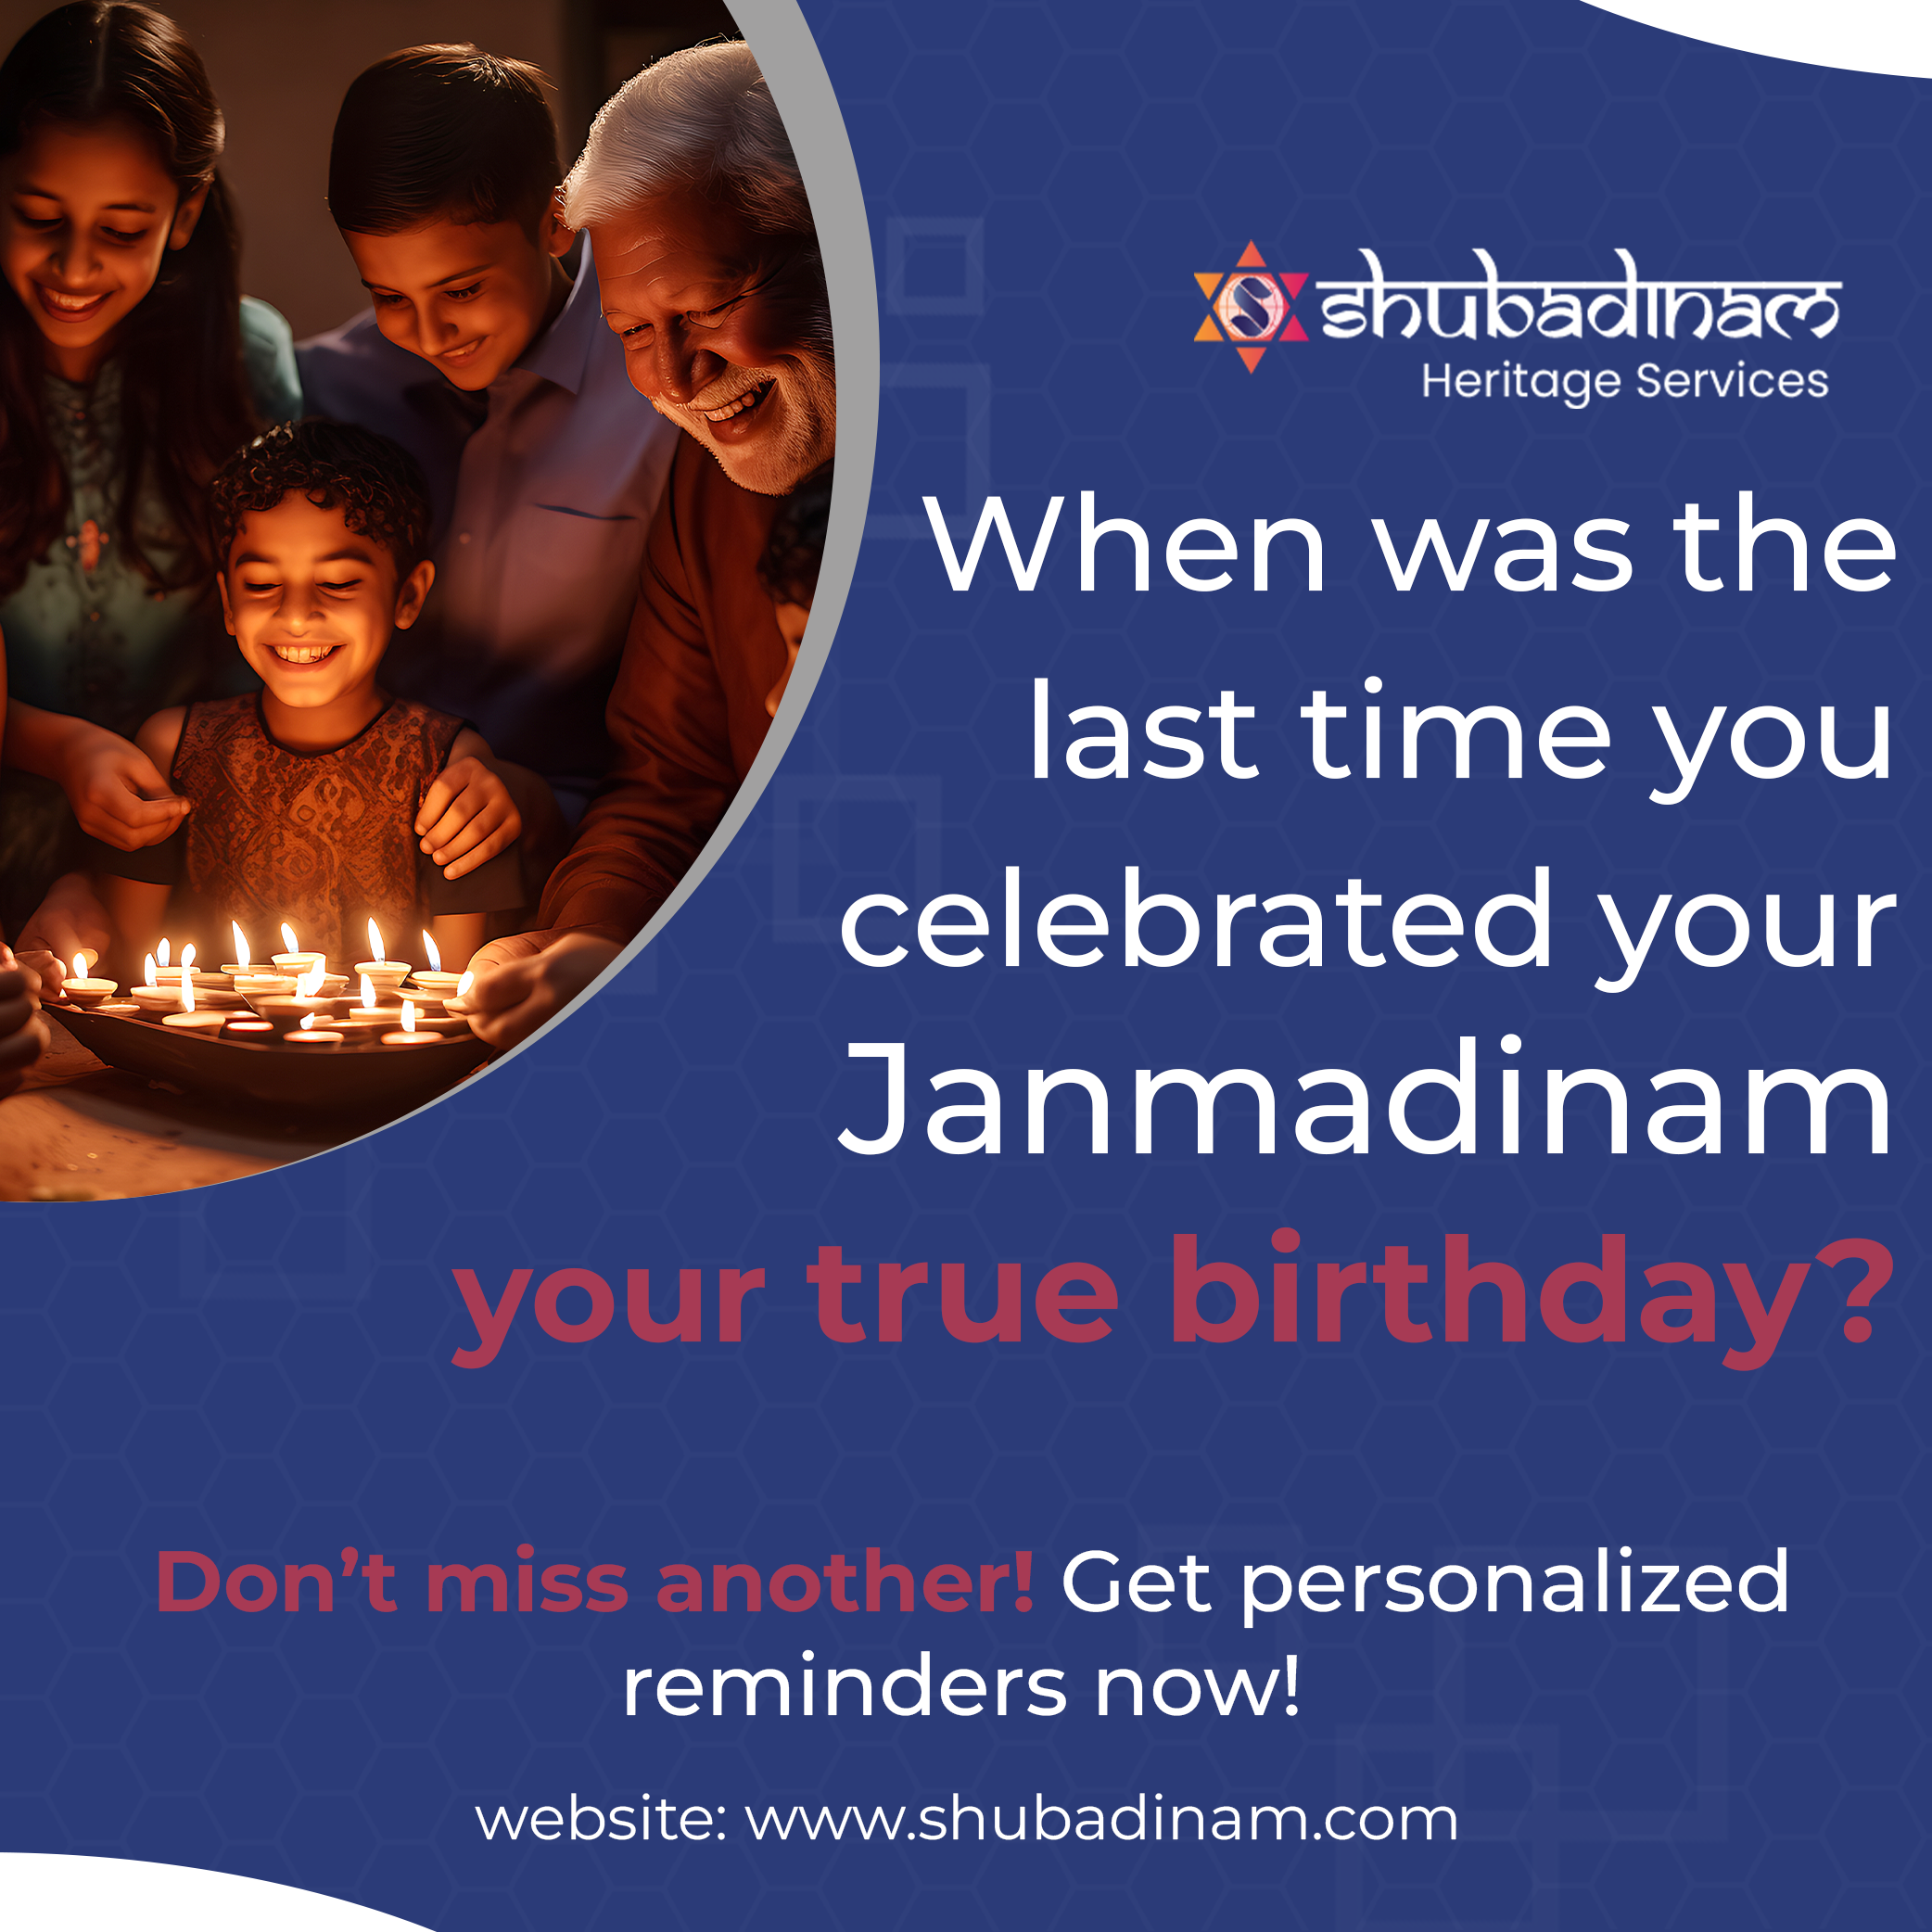 shubadinam
Heritage Services
When was the
last time you
celebrated your
Janmadinam
your true birthday?
Don’t miss another! Get personalized
reminders now!
website: www.shubadinam.com